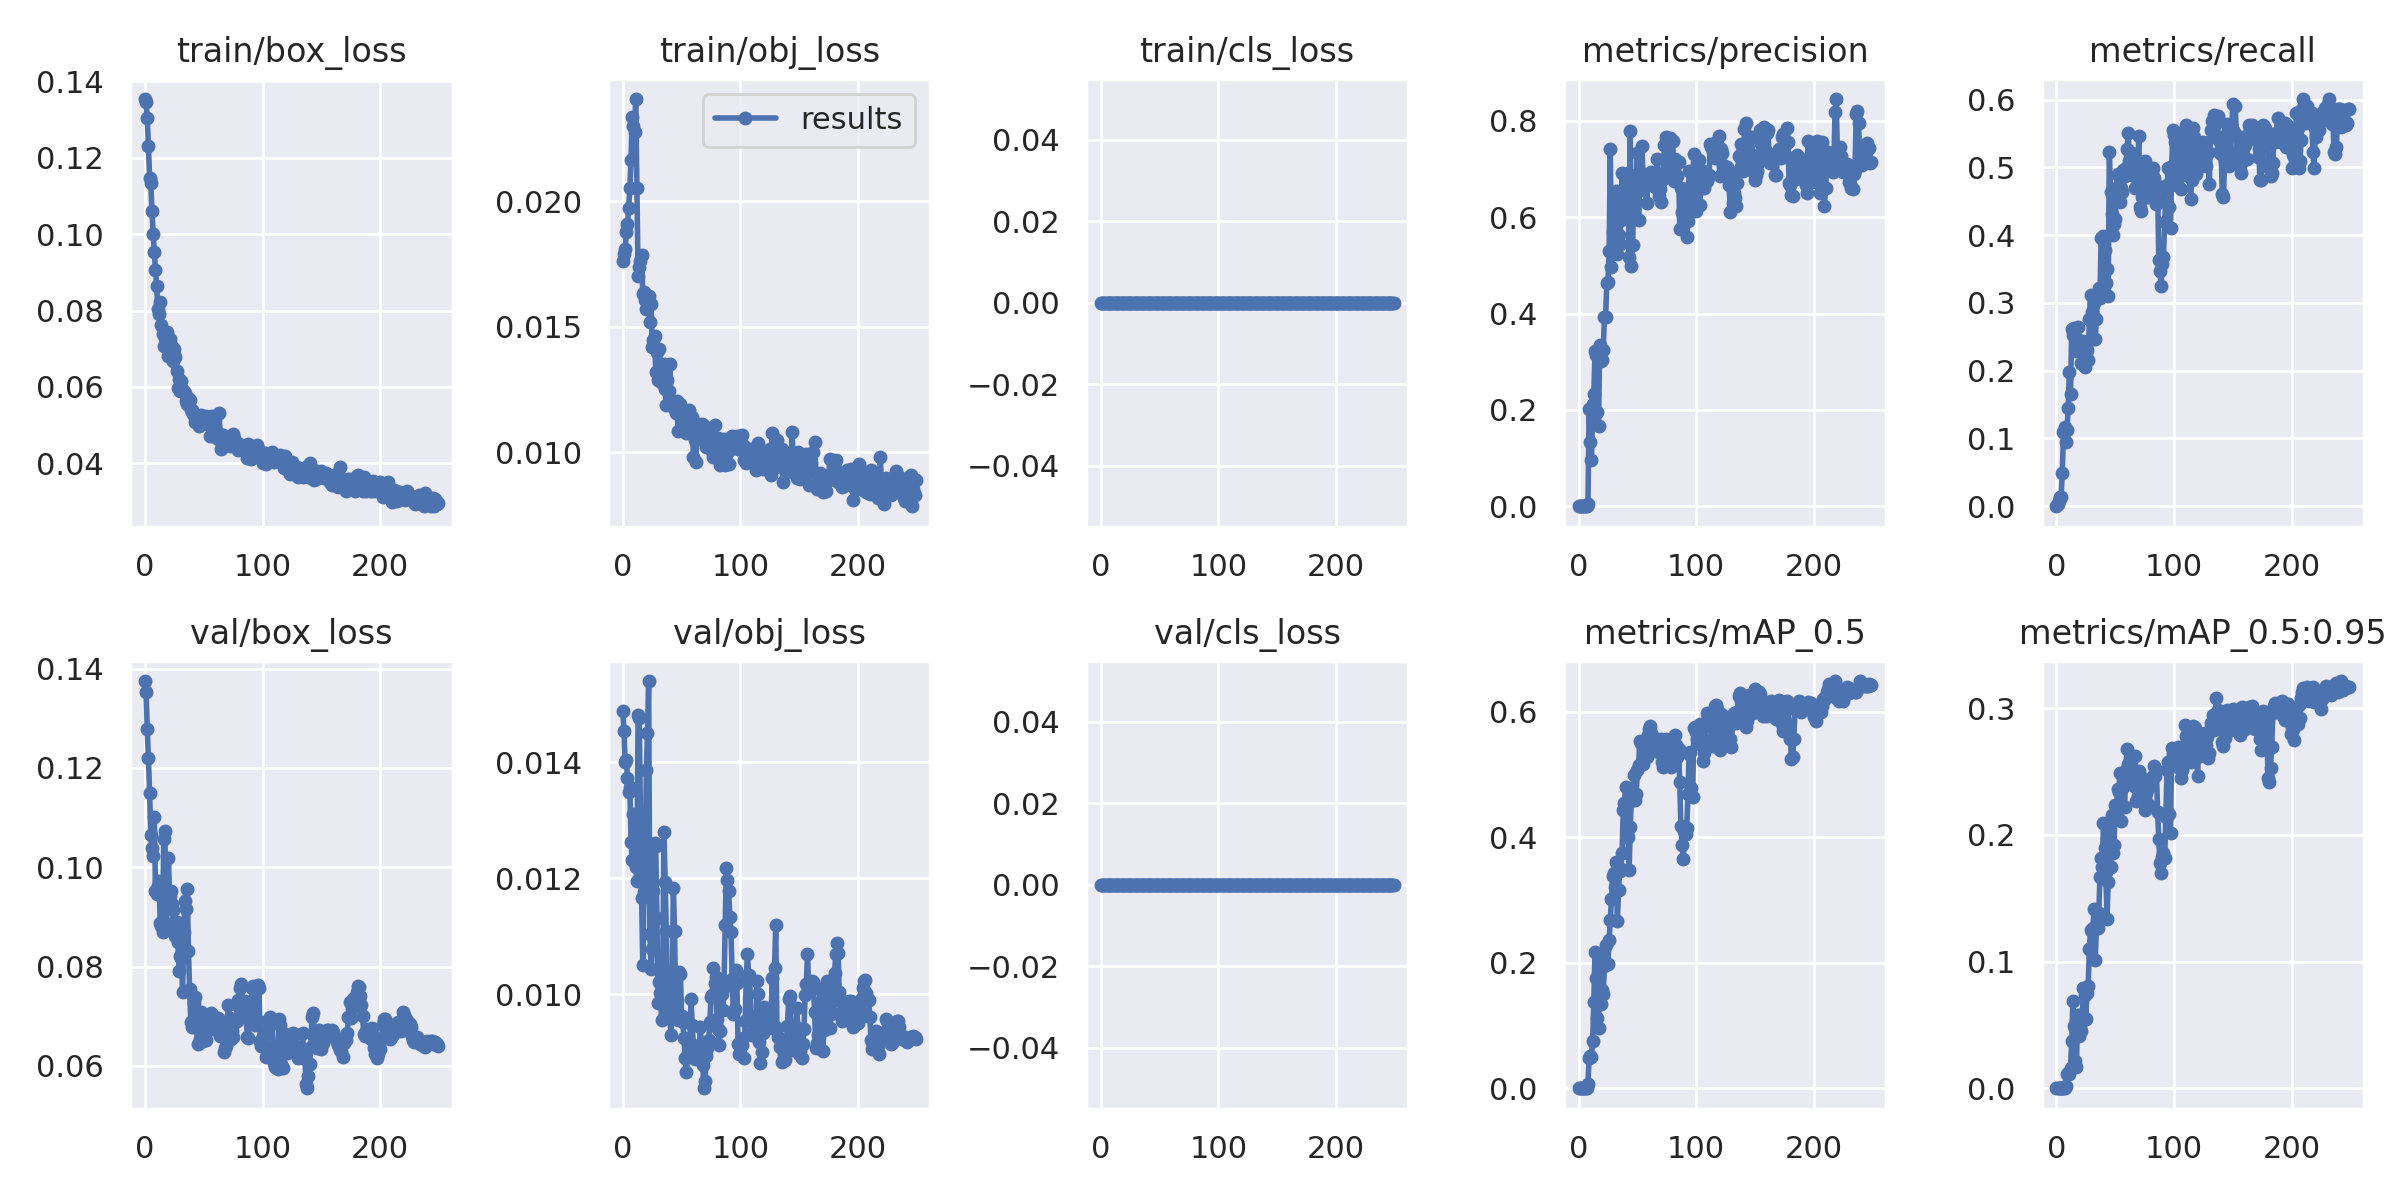 train/box_loss
0.14
0.12
0.10
0.08
0.06
0.04
0 100 200
train/obj_loss
results
0.020
0.015
0.010
0 100 200
train/cls_loss
0.04
0.02
0.00
−0.02
−0.04
0 100 200
metrics/precision
0.8
0.6
0.4
0.2
0.0
0 100 200
metrics/recall
0.6
0.5
0.4
0.3
0.2
0.1
0.0
0 100 200
val/box_loss
0.14
0.12
0.10
0.08
0.06
0 100 200
val/obj_loss
0.014
0.012
0.010
0 100 200
val/cls_loss
0.04
0.02
0.00
−0.02
−0.04
0 100 200
metrics/mAP_0.5
0.6
0.4
0.2
0.0
0 100 200
metrics/mAP_0.5:0.95
0.3
0.2
0.1
0.0
0 100 200